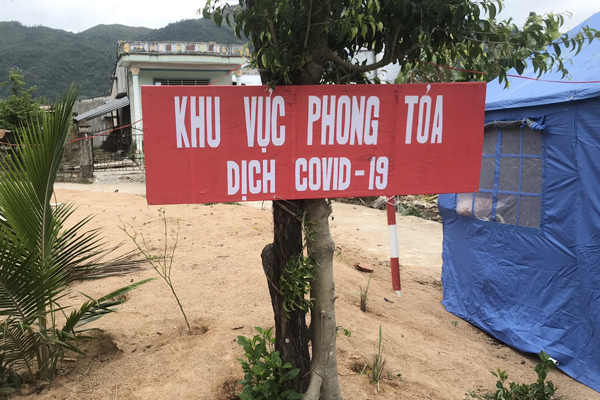 KHU VỰC PHONG TỎA
DỊCH COVID-19